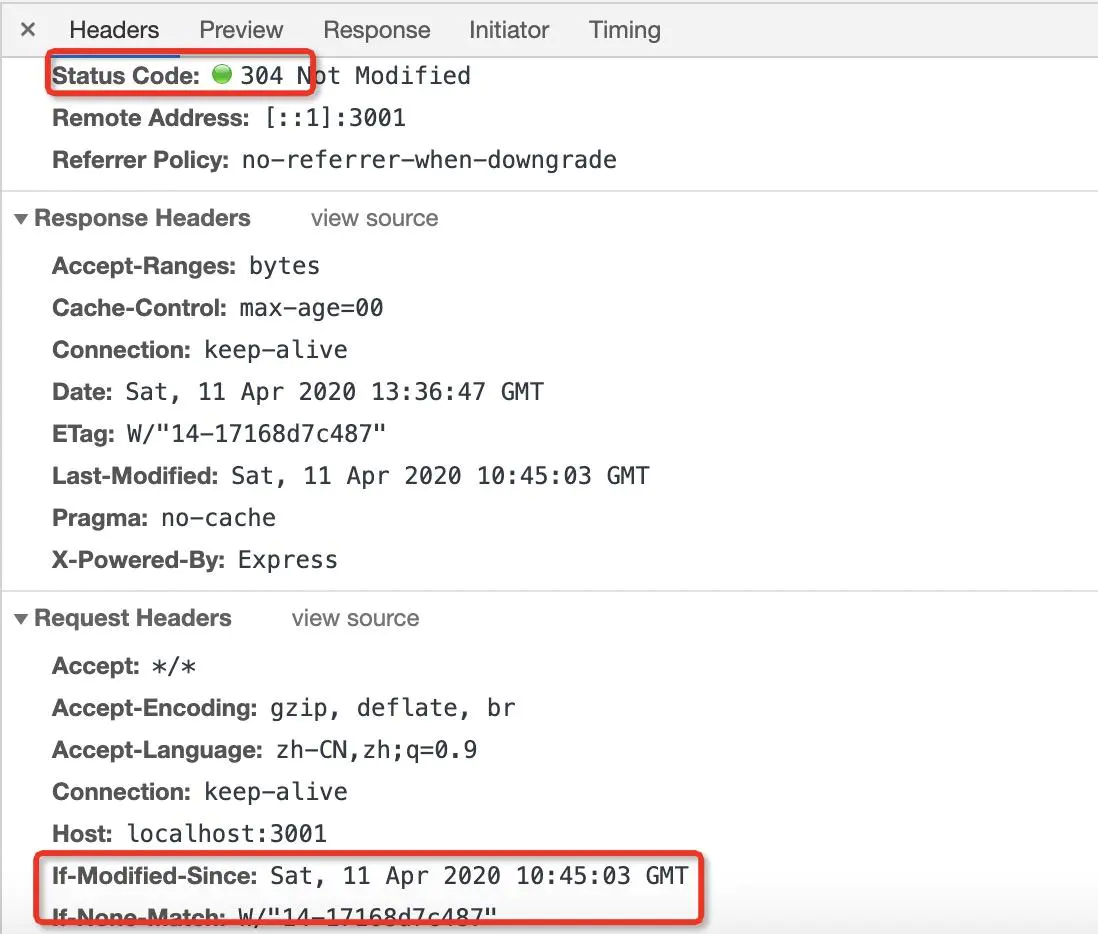 × Headers Preview Response Initiator Timing
Status Code: 304 Not Modified
Remote Address: [::1]:3001
Referrer Policy: no-referrer-when-downgrade
Response Headers view source
Accept-Ranges: bytes
Cache-Control: max-age=00
Connection: keep-alive
Date: Sat, 11 Apr 2020 13:36:47 GMT
ETag: W/"14-17168d7c487"
Last-Modified: Sat, 11 Apr 2020 10:45:03 GMT
Pragma: no-cache
X-Powered-By: Express
Request Headers view source
Accept: */*
Accept-Encoding: gzip, deflate, br
Accept-Language: zh-CN,zh;q=0.9
Connection: keep-alive
Host: localhost:3001
If-Modified-Since: Sat, 11 Apr 2020 10:45:03 GMT
If-None-Match: W/"14-17168d7c487"